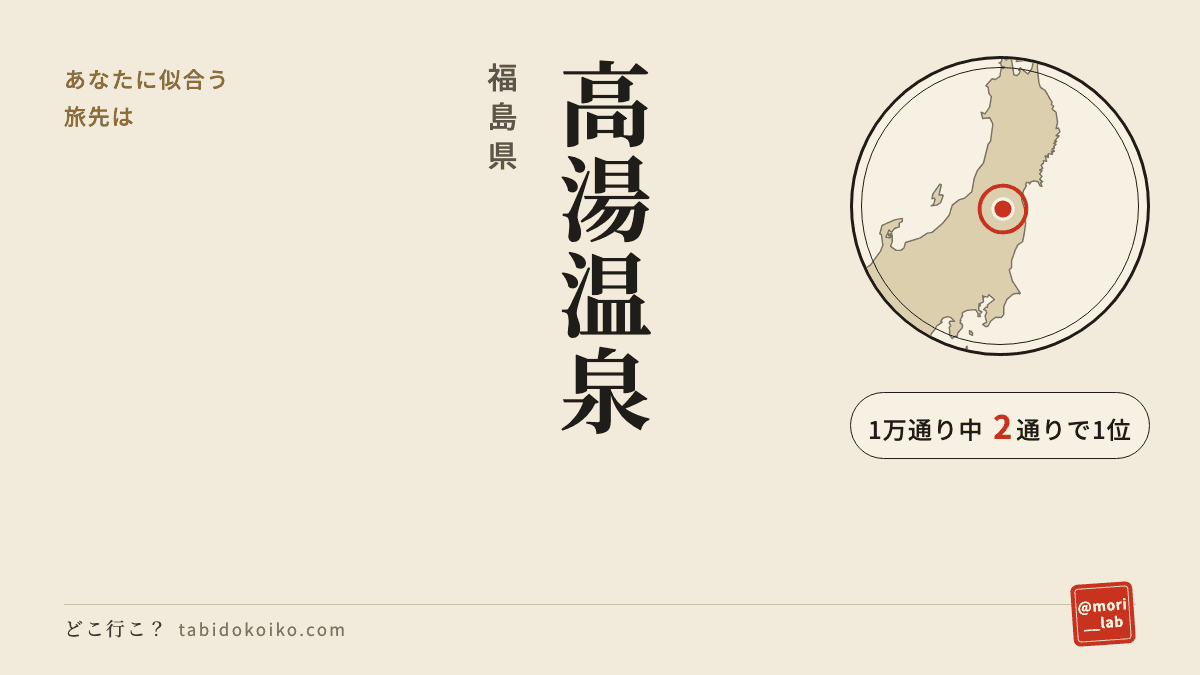 あなたに似合う
旅先は
高湯温泉
福島県
1万通り中 2通りで1位
どこ行こ？ tabidokoiko.com
@mori
__lab